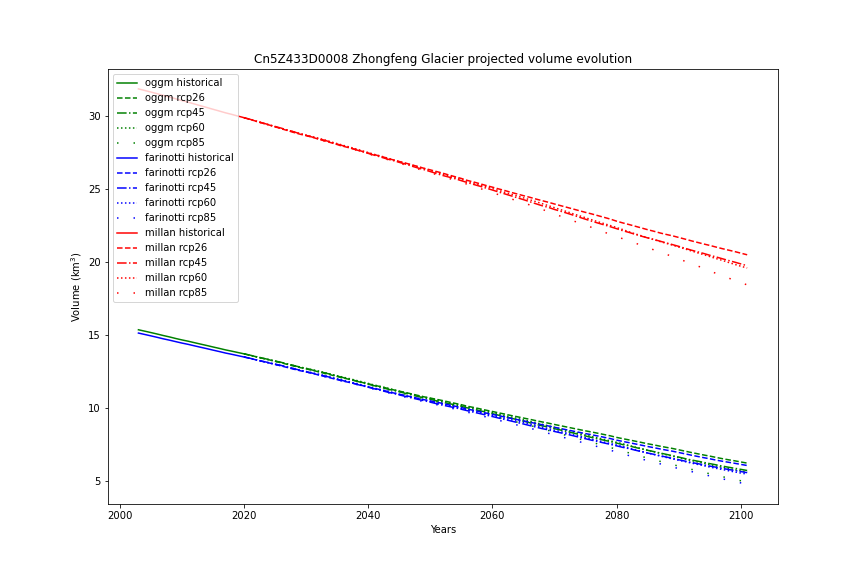 Cn5Z433D0008 Zhongfeng Glacier projected volume evolution
oggm historical
oggm rcp26
oggm rcp45
oggm rcp60
oggm rcp85
farinotti historical
farinotti rcp26
farinotti rcp45
farinotti rcp60
farinotti rcp85
millan historical
millan rcp26
millan rcp45
millan rcp60
millan rcp85
Volume (km³)
30
25
20
15
10
5
2000 2020 2040 2060 2080 2100
Years